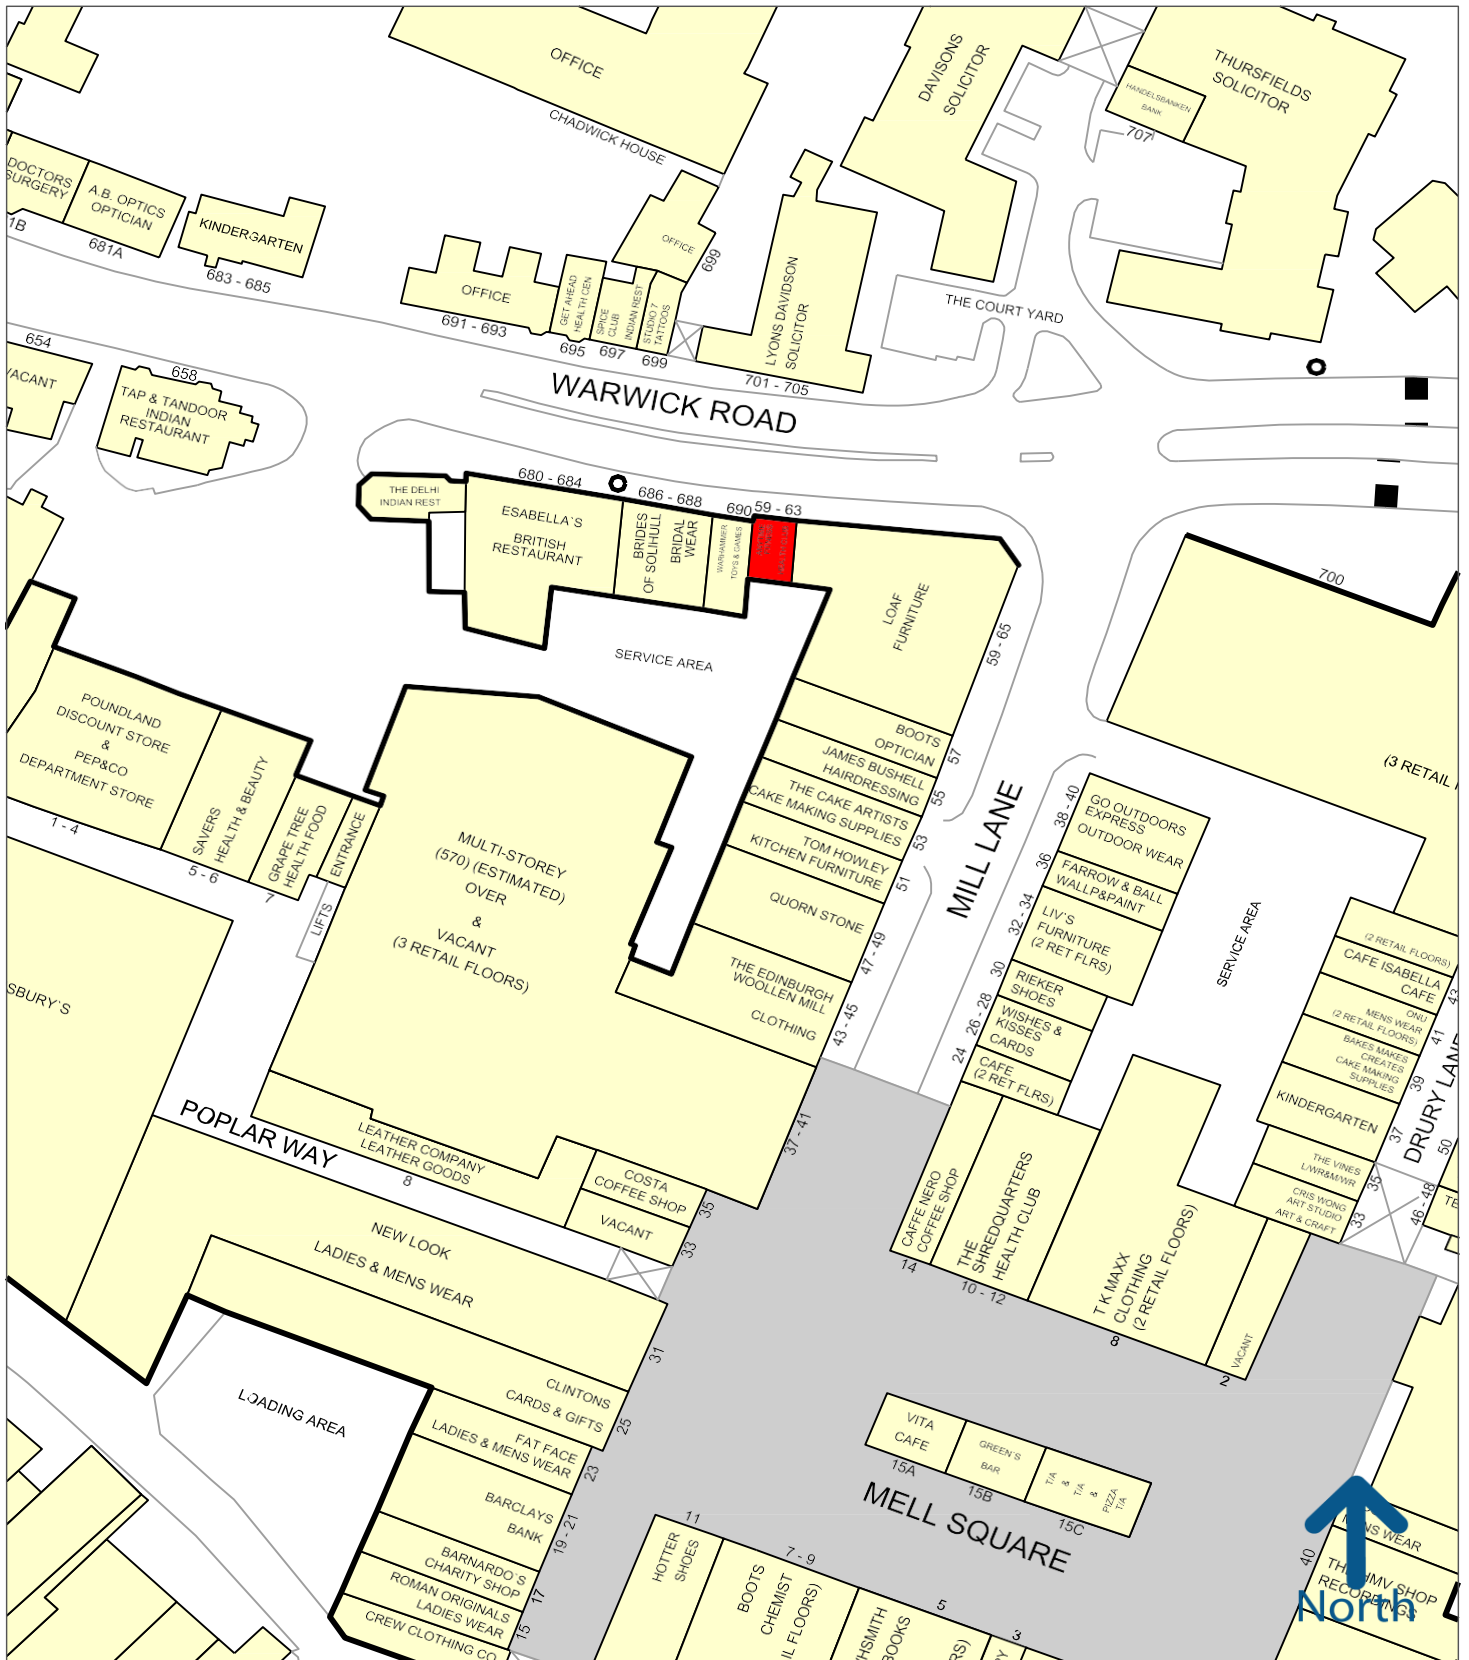 OFFICE
CHADWICK HOUSE
DAVISONS
SOLICITOR
THURSFIELDS
SOLICITOR
HANDELSBANKEN
BANK
707
DOCTORS
SURGERY
1B
A.B. OPTICS
OPTICIAN
681A
KINDERGARTEN
683 - 685
OFFICE
691 - 693
GET AHEAD
HEALTH CEN
695
SPICE
CLUB
INDIAN REST
697
STUDIO 7
TATTOOS
699
OFFICE
699
LYONS DAVIDSON
SOLICITOR
701 - 705
THE COURT YARD
WARWICK ROAD
654
VACANT
658
TAP & TANDOOR
INDIAN
RESTAURANT
THE DELHI
INDIAN REST
680 - 684
ESABELLA`S
BRITISH
RESTAURANT
686 - 688
BRIDES
OF SOLIHULL
BRIDAL
WEAR
690
WARHAMMER
TOYS & GAMES
59 - 63
LOAF
FURNITURE
59 - 65
700
(3 RETAIL
SERVICE AREA
POUNDLAND
DISCOUNT STORE
&
PEP&CO
DEPARTMENT STORE
1 - 4
SAVERS
HEALTH & BEAUTY
5 - 6
GRAPE TREE
HEALTH FOOD
7
ENTRANCE
LIFTS
MULTI-STOREY
(570) (ESTIMATED)
OVER
&
VACANT
(3 RETAIL FLOORS)
BOOTS
OPTICIAN
57
JAMES BUSHELL
HAIRDRESSING
55
THE CAKE ARTISTS
CAKE MAKING SUPPLIES
53
TOM HOWLEY
KITCHEN FURNITURE
51
QUORN STONE
47 - 49
THE EDINBURGH
WOOLLEN MILL
CLOTHING
43 - 45
MILL LANE
38 - 40
GO OUTDOORS
EXPRESS
OUTDOOR WEAR
36
FARROW & BALL
WALLP&PAINT
32 - 34
LIV`S
FURNITURE
(2 RET FLRS)
30
RIEKER
SHOES
26 - 28
WISHES &
KISSES
CARDS
24
CAFE
(2 RET FLRS)
SERVICE AREA
(2 RETAIL FLOORS)
CAFE ISABELLA
CAFE
43
ONU
MENS WEAR
(2 RETAIL FLOORS)
41
BAKES MAKES
CREATES
CAKE MAKING
SUPPLIES
39
KINDERGARTEN
37
DRURY LANE
50
THE VINES
L/WR&M/WR
35
CRIS WONG
ART STUDIO
ART & CRAFT
33
46 - 48
TE
SBURY`S
POPLAR WAY
LEATHER COMPANY
LEATHER GOODS
8
COSTA
COFFEE SHOP
35
VACANT
33
37 - 41
CAFFE NERO
COFFEE SHOP
14
THE
SHREDQUARTERS
HEALTH CLUB
10 - 12
T K MAXX
CLOTHING
(2 RETAIL FLOORS)
8
VACANT
2
NEW LOOK
LADIES & MENS WEAR
31
CLINTONS
CARDS & GIFTS
25
LOADING AREA
FAT FACE
LADIES & MENS WEAR
23
BARCLAYS
BANK
19 - 21
BARNARDO`S
CHARITY SHOP
17
ROMAN ORIGINALS
LADIES WEAR
15
CREW CLOTHING CO
VITA
CAFE
15A
GREEN`S
BAR
15B
T/A
&
T/A
&
PIZZA
T/A
15C
MELL SQUARE
11
HOTTER
SHOES
7 - 9
BOOTS
CHEMIST
IL FLOORS)
5
HSMITH
BOOKS
RS)
3
PY
40
MENS WEAR
THE HMV SHOP
RECORDINGS
North